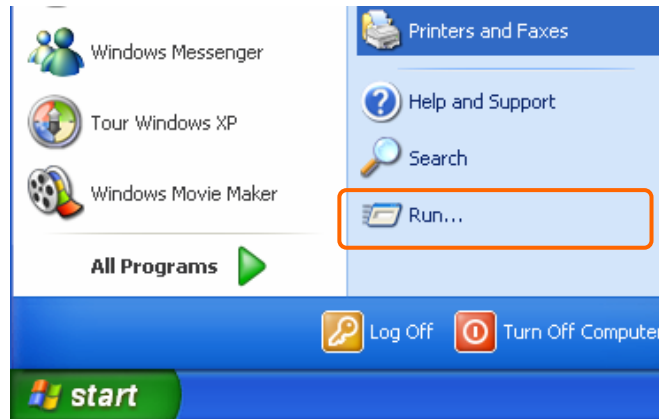 Windows Messenger
Tour Windows XP
Windows Movie Maker
All Programs
Printers and Faxes
Help and Support
Search
Run...
Log Off
Turn Off Computer
start